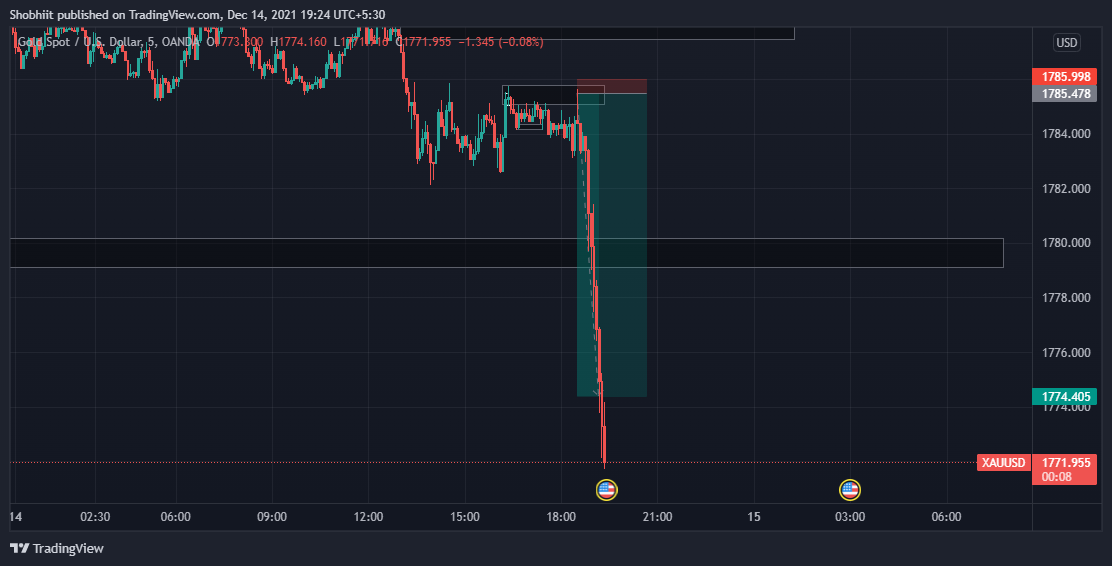 Shobhiit published on TradingView.com, Dec 14, 2021 19:24 UTC+5:30
Gold Spot / U.S. Dollar, 5, OANDA O1773.300 H1774.160 C1771.955 −1.345 (−0.08%)
USD
1785.998
1785.478
1784.000
1782.000
1780.000
1778.000
1776.000
1774.405
1774.000
XAUUSD 1771.955
00:08
14 02:30 06:00 09:00 12:00 15:00 18:00 21:00 15 03:00 06:00
TradingView